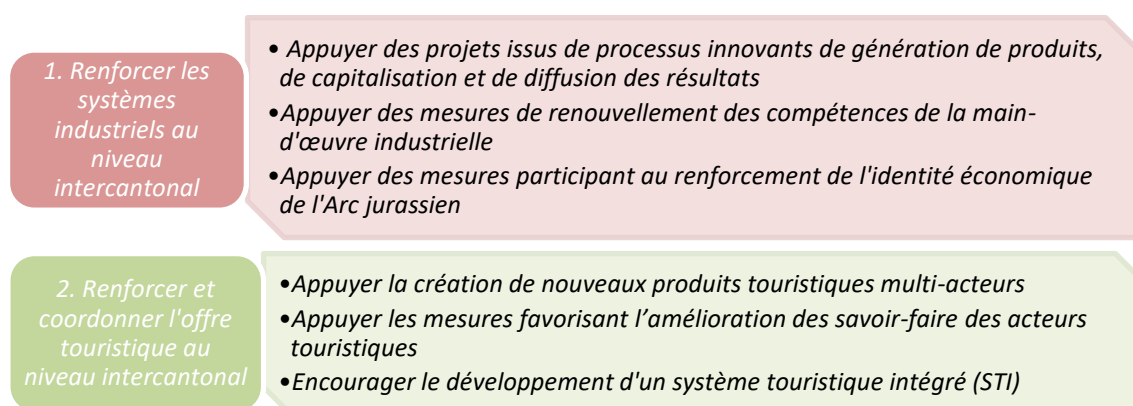 1. Renforcer les
systèmes
industriels au
niveau
intercantonal
• Appuyer des projets issus de processus innovants de génération de produits,
de capitalisation et de diffusion des résultats
•Appuyer des mesures de renouvellement des compétences de la main-
d'œuvre industrielle
•Appuyer des mesures participant au renforcement de l'identité économique
de l'Arc jurassien
2. Renforcer et
coordonner l'offre
touristique au
niveau intercantonal
•Appuyer la création de nouveaux produits touristiques multi-acteurs
•Appuyer les mesures favorisant l’amélioration des savoir-faire des acteurs
touristiques
•Encourager le développement d'un système touristique intégré (STI)